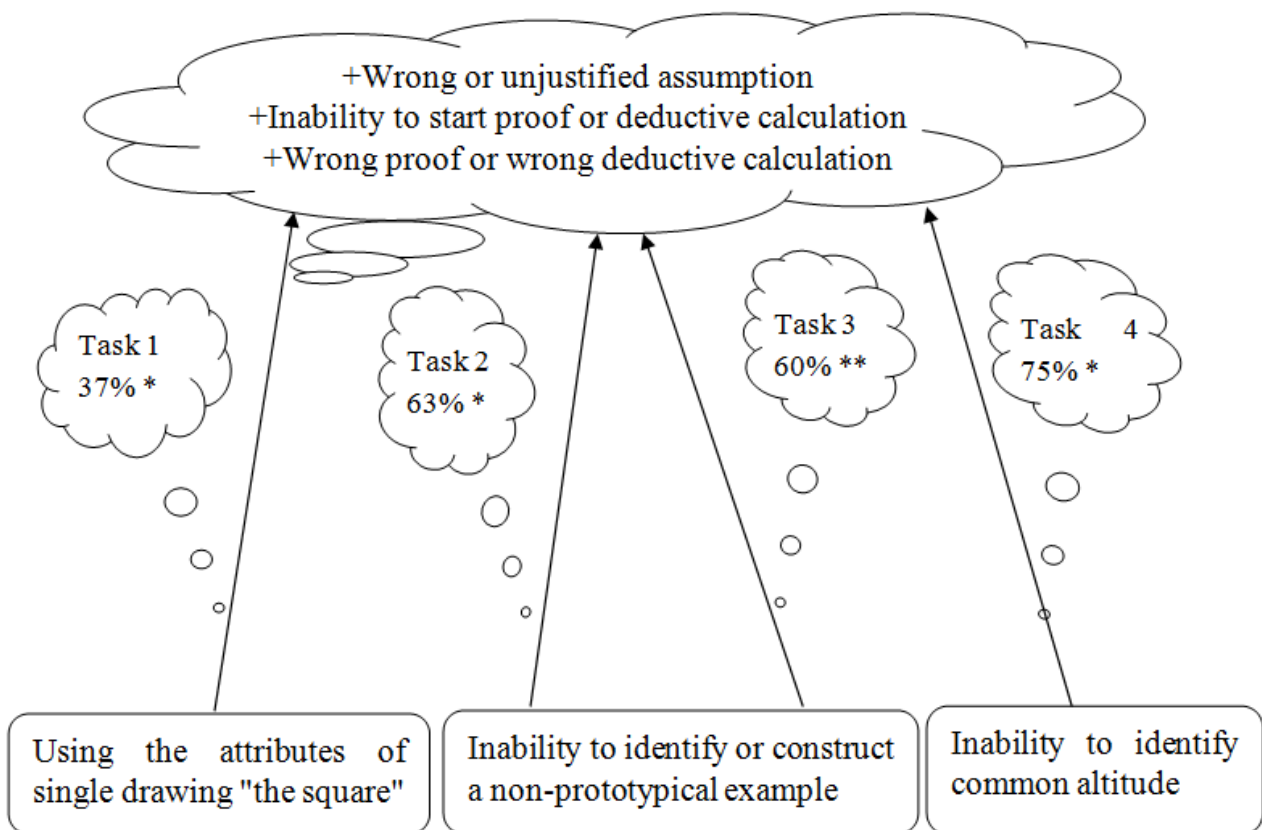 +Wrong or unjustified assumption
+Inability to start proof or deductive calculation
+Wrong proof or wrong deductive calculation
Task 1
37% *
Task 2
63% *
Task 3
60% **
Task 4
75% *
Using the attributes of
single drawing "the square"
Inability to identify or construct
a non-prototypical example
Inability to identify
common altitude